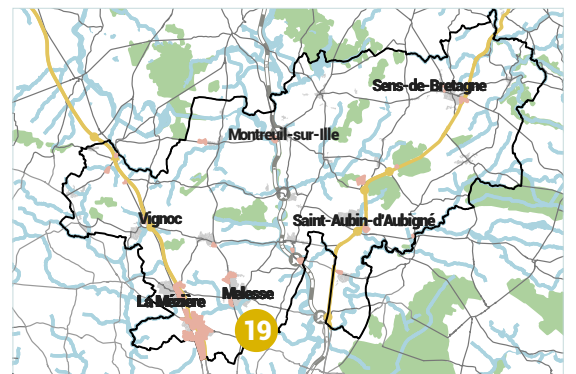 Sens-de-Bretagne
Montreuil-sur-Ille
Vignoc
Saint-Aubin-d'Aubigné
La Mézière
Melesse
19